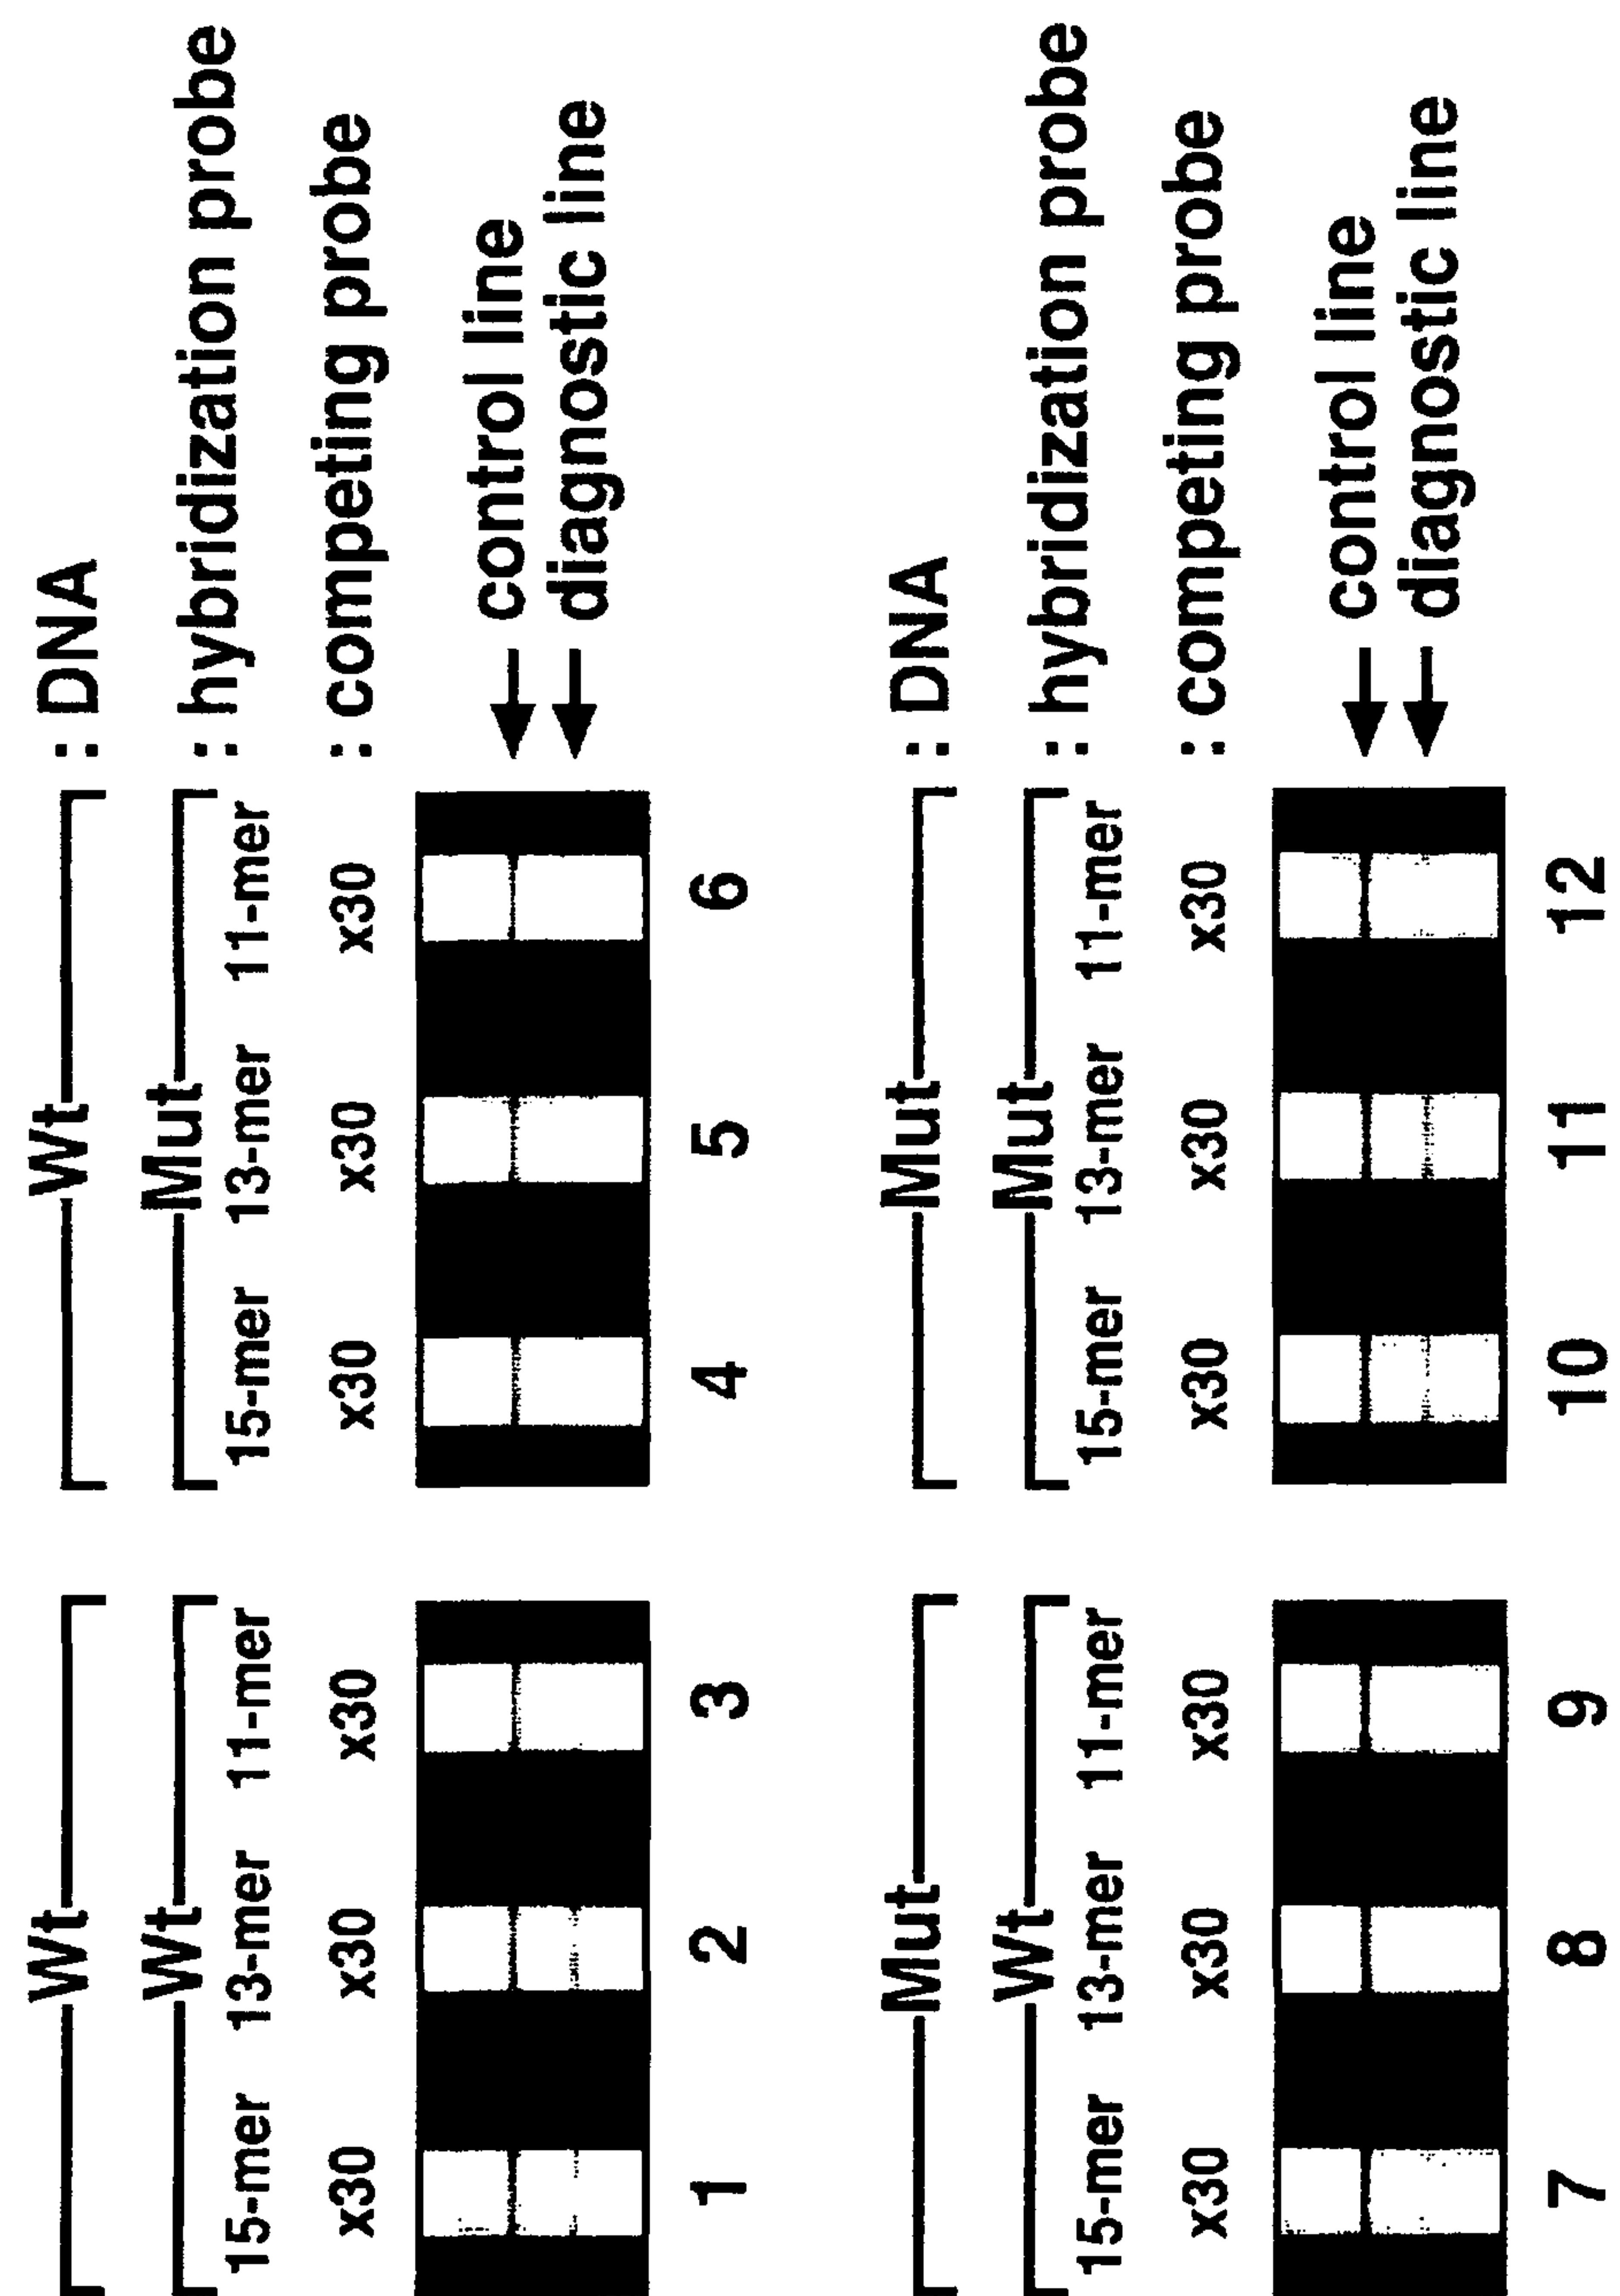 Wt Wt : DNA
Wt Mut : hybridization probe
15-mer 13-mer 11-mer 15-mer 13-mer 11-mer
x30 x30 x30 x30 x30 x30 : competing probe
control line
diagnostic line
1 2 3 4 5 6
Mut Mut : DNA
Wt Mut : hybridization probe
15-mer 13-mer 11-mer 15-mer 13-mer 11-mer
x30 x30 x30 x30 x30 x30 : competing probe
control line
diagnostic line
7 8 9 10 11 12